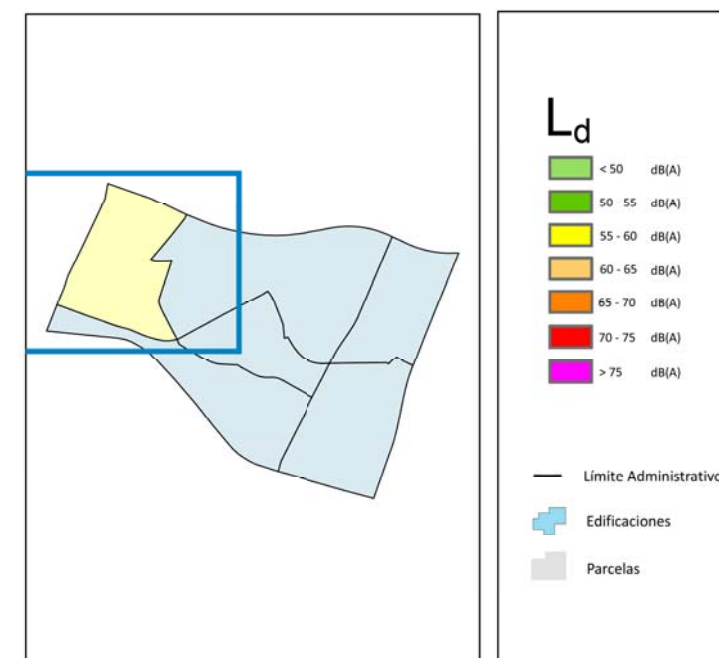 Ld
< 50 dB(A)
50 - 55 dB(A)
55 - 60 dB(A)
60 - 65 dB(A)
65 - 70 dB(A)
70 - 75 dB(A)
> 75 dB(A)
Límite Administrativo
Edificaciones
Parcelas